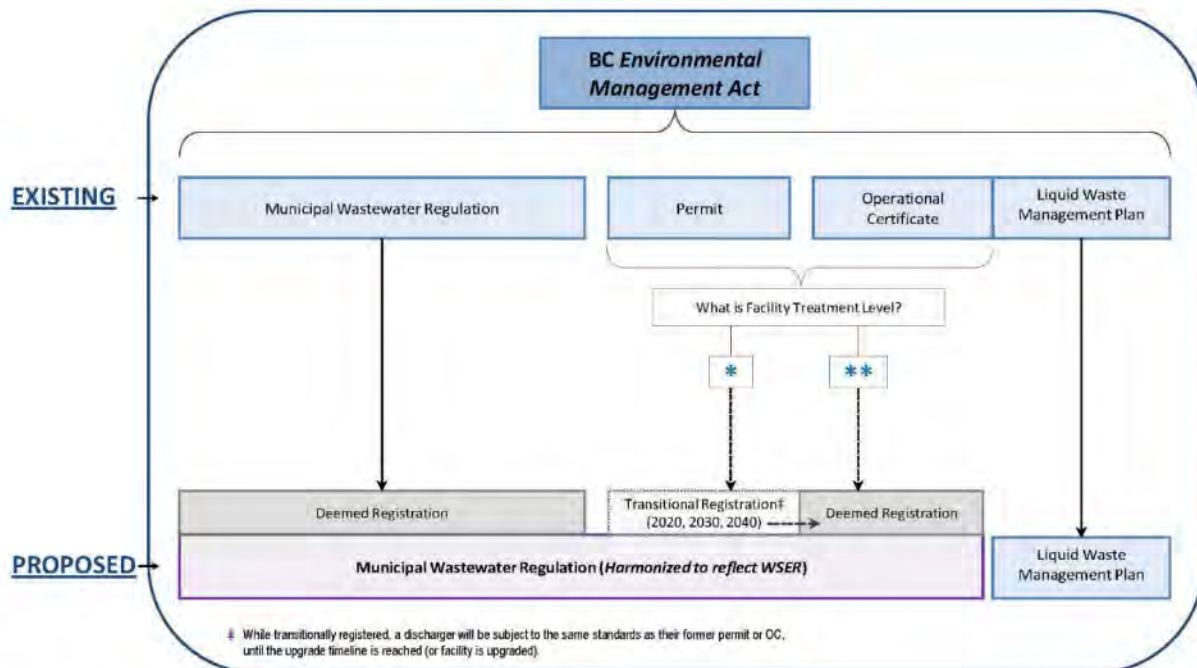 BC Environmental
Management Act
EXISTING
Municipal Wastewater Regulation
Permit
Operational
Certificate
Liquid Waste
Management Plan
What is Facility Treatment Level?
*
**
Deemed Registration
Transitional Registration‡
(2020, 2030, 2040)
Deemed Registration
PROPOSED
Municipal Wastewater Regulation (Harmonized to reflect WSER)
Liquid Waste
Management Plan
‡ While transitionally registered, a discharger will be subject to the same standards as their former permit or OC,
until the upgrade timeline is reached (or facility is upgraded).